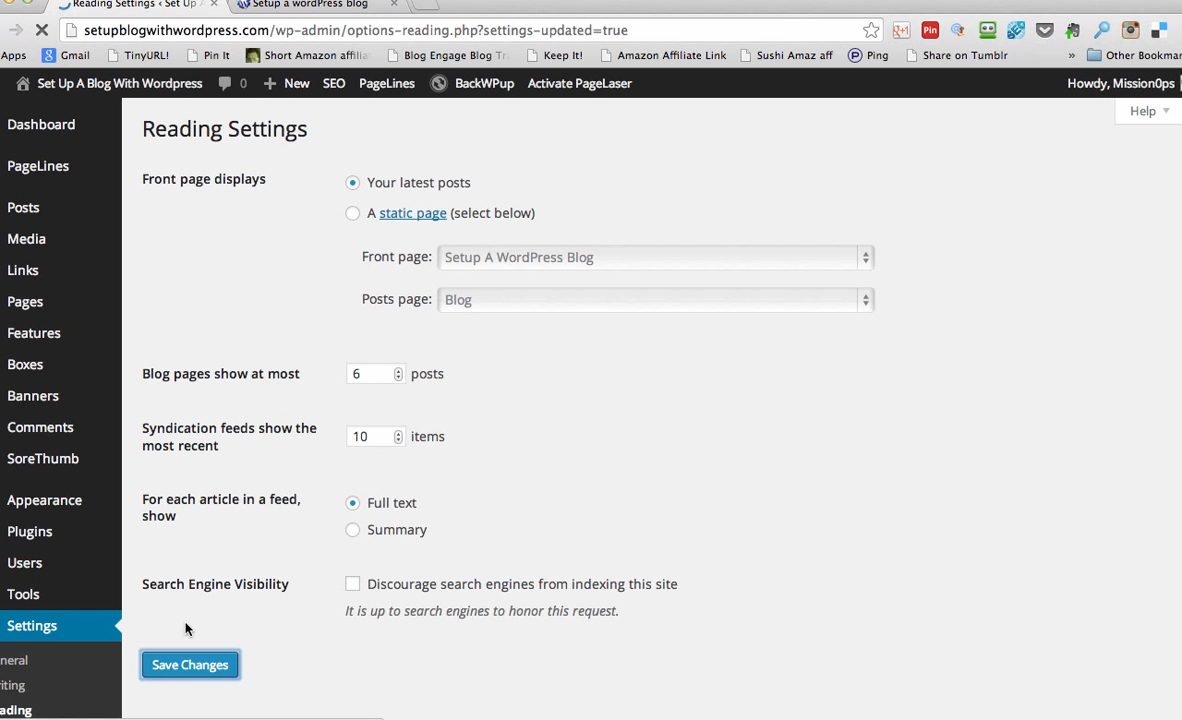 Reading Settings ‹ Set Up
Setup a wordPress blog
setupblogwithwordpress.com/wp-admin/options-reading.php?settings-updated=true
Apps Gmail TinyURL! Pin It Short Amazon affilia Blog Engage Blog Tr Keep It! Amazon Affiliate Link Sushi Amaz aff Ping Share on Tumblr » Other Bookmar
Set Up A Blog With Wordpress 0 + New SEO PageLines BackWPup Activate PageLaser Howdy, Mission0ps
Help
Dashboard
PageLines
Posts
Media
Links
Pages
Features
Boxes
Banners
Comments
SoreThumb
Appearance
Plugins
Users
Tools
Settings
neral
iting
ading
Reading Settings
Front page displays
Your latest posts
A static page (select below)
Front page: Setup A WordPress Blog
Posts page: Blog
Blog pages show at most 6 posts
Syndication feeds show the
most recent
10 items
For each article in a feed,
show
Full text
Summary
Search Engine Visibility
Discourage search engines from indexing this site
It is up to search engines to honor this request.
Save Changes